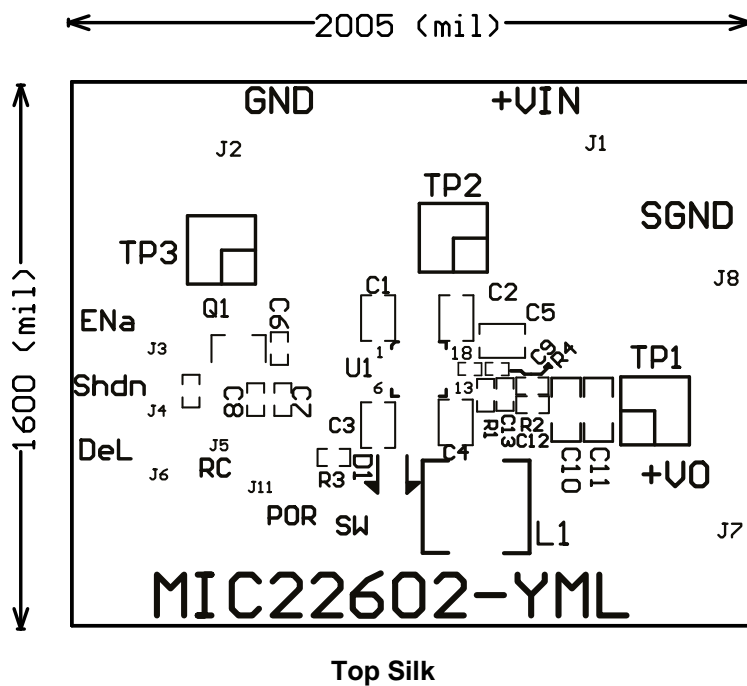 2005 (mil)
GND
+VIN
J2
J1
TP2
SGND
TP3
J8
C1
C2
Q1
C6
C5
ENa
J3
1600 (mil)
U1
1
18
C9
R4
TP1
Shdn
6
13
J4
C8
C7
C3
R1
C13
R2
C12
DeL
J5
J6
RC
R3
D1
C4
C10
C11
+VO
J11
POR
SW
L1
J7
MIC22602-YML
Top Silk